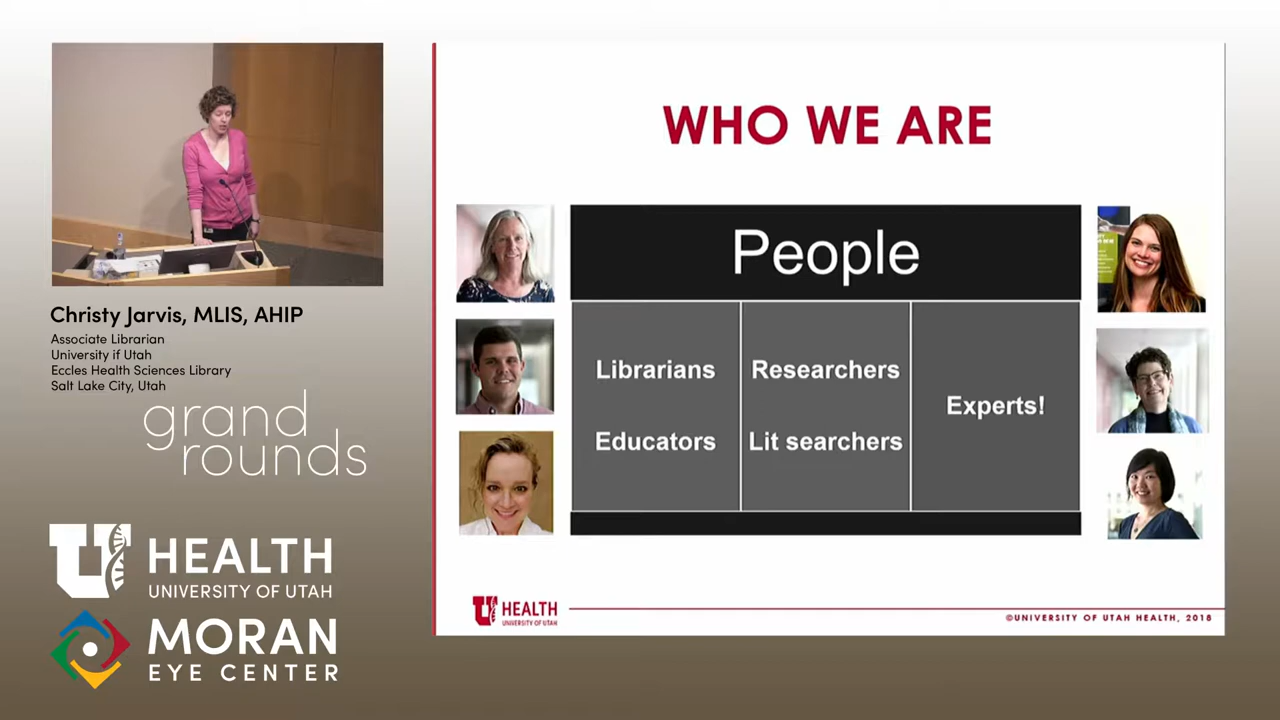 Christy Jarvis, MLIS, AHIP
Associate Librarian
University if Utah
Eccles Health Sciences Library
Salt Lake City, Utah
grand
rounds
U HEALTH
UNIVERSITY OF UTAH
MORAN
EYE CENTER
WHO WE ARE
People
Librarians
Educators
Researchers
Lit searchers
Experts!
U HEALTH
UNIVERSITY OF UTAH
©UNIVERSITY OF UTAH HEALTH, 2018